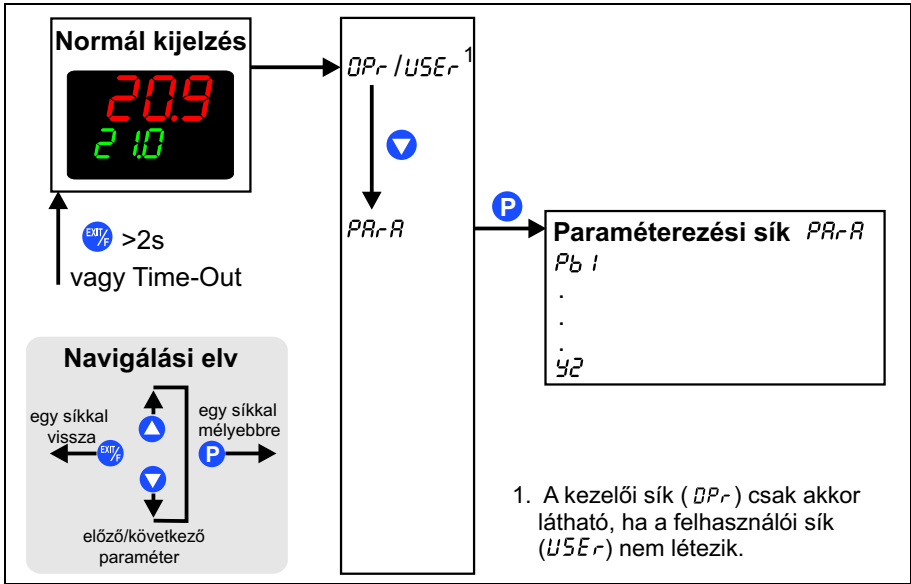 Normál kijelzés
20.9
21.0
EXIT/F >2s
vagy Time-Out
OPr / USEr 1
PArA
P
Paraméterezési sík PArA
Pb1
.
.
.
y2
Navigálási elv
egy síkkal
vissza
EXIT/F
egy síkkal
mélyebbre
P
előző/következő
paraméter
1. A kezelői sík ( OPr ) csak akkor
látható, ha a felhasználói sík
(USEr) nem létezik.